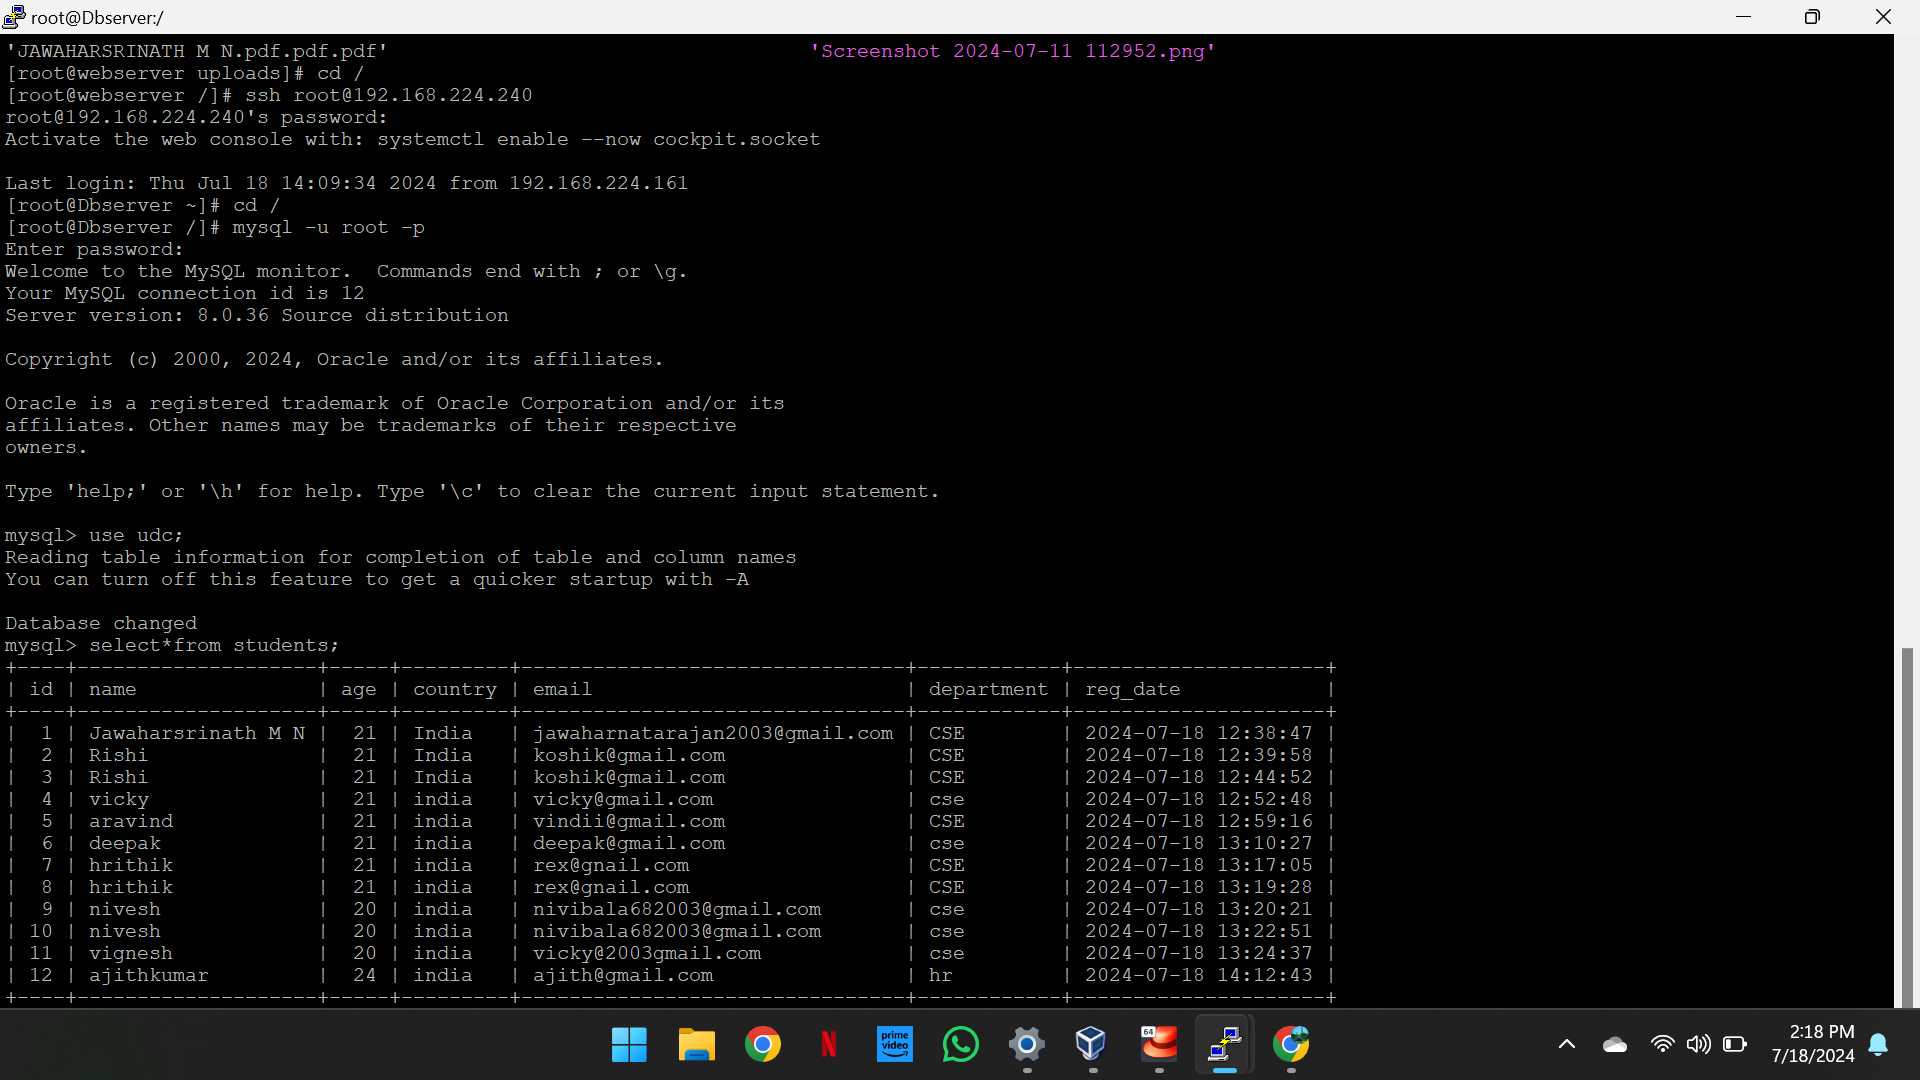 root@Dbserver:/
'JAWAHARSRINATH M N.pdf.pdf.pdf'                                   'Screenshot 2024-07-11 112952.png'
[root@webserver uploads]# cd /
[root@webserver /]# ssh root@192.168.224.240
root@192.168.224.240's password:
Activate the web console with: systemctl enable --now cockpit.socket
Last login: Thu Jul 18 14:09:34 2024 from 192.168.224.161
[root@Dbserver ~]# cd /
[root@Dbserver /]# mysql -u root -p
Enter password:
Welcome to the MySQL monitor.  Commands end with ; or \g.
Your MySQL connection id is 12
Server version: 8.0.36 Source distribution
Copyright (c) 2000, 2024, Oracle and/or its affiliates.
Oracle is a registered trademark of Oracle Corporation and/or its
affiliates. Other names may be trademarks of their respective
owners.
Type 'help;' or '\h' for help. Type '\c' to clear the current input statement.
mysql> use udc;
Reading table information for completion of table and column names
You can turn off this feature to get a quicker startup with -A
Database changed
mysql> select*from students;
+----+--------------------+-----+---------+--------------------------------+------------+---------------------+
| id | name               | age | country | email                          | department | reg_date            |
+----+--------------------+-----+---------+--------------------------------+------------+---------------------+
|  1 | Jawaharsrinath M N |  21 | India   | jawaharnatarajan2003@gmail.com | CSE        | 2024-07-18 12:38:47 |
|  2 | Rishi              |  21 | India   | koshik@gmail.com               | CSE        | 2024-07-18 12:39:58 |
|  3 | Rishi              |  21 | India   | koshik@gmail.com               | CSE        | 2024-07-18 12:44:52 |
|  4 | vicky              |  21 | india   | vicky@gmail.com                | cse        | 2024-07-18 12:52:48 |
|  5 | aravind            |  21 | india   | vindii@gmail.com               | CSE        | 2024-07-18 12:59:16 |
|  6 | deepak             |  21 | india   | deepak@gmail.com               | cse        | 2024-07-18 13:10:27 |
|  7 | hrithik            |  21 | india   | rex@gnail.com                  | CSE        | 2024-07-18 13:17:05 |
|  8 | hrithik            |  21 | india   | rex@gnail.com                  | CSE        | 2024-07-18 13:19:28 |
|  9 | nivesh             |  20 | india   | nivibala682003@gmail.com       | cse        | 2024-07-18 13:20:21 |
| 10 | nivesh             |  20 | india   | nivibala682003@gmail.com       | cse        | 2024-07-18 13:22:51 |
| 11 | vignesh            |  20 | india   | vicky@2003gmail.com            | cse        | 2024-07-18 13:24:37 |
| 12 | ajithkumar         |  24 | india   | ajith@gmail.com                | hr         | 2024-07-18 14:12:43 |
+----+--------------------+-----+---------+--------------------------------+------------+---------------------+
prime
video
64
2:18 PM
7/18/2024